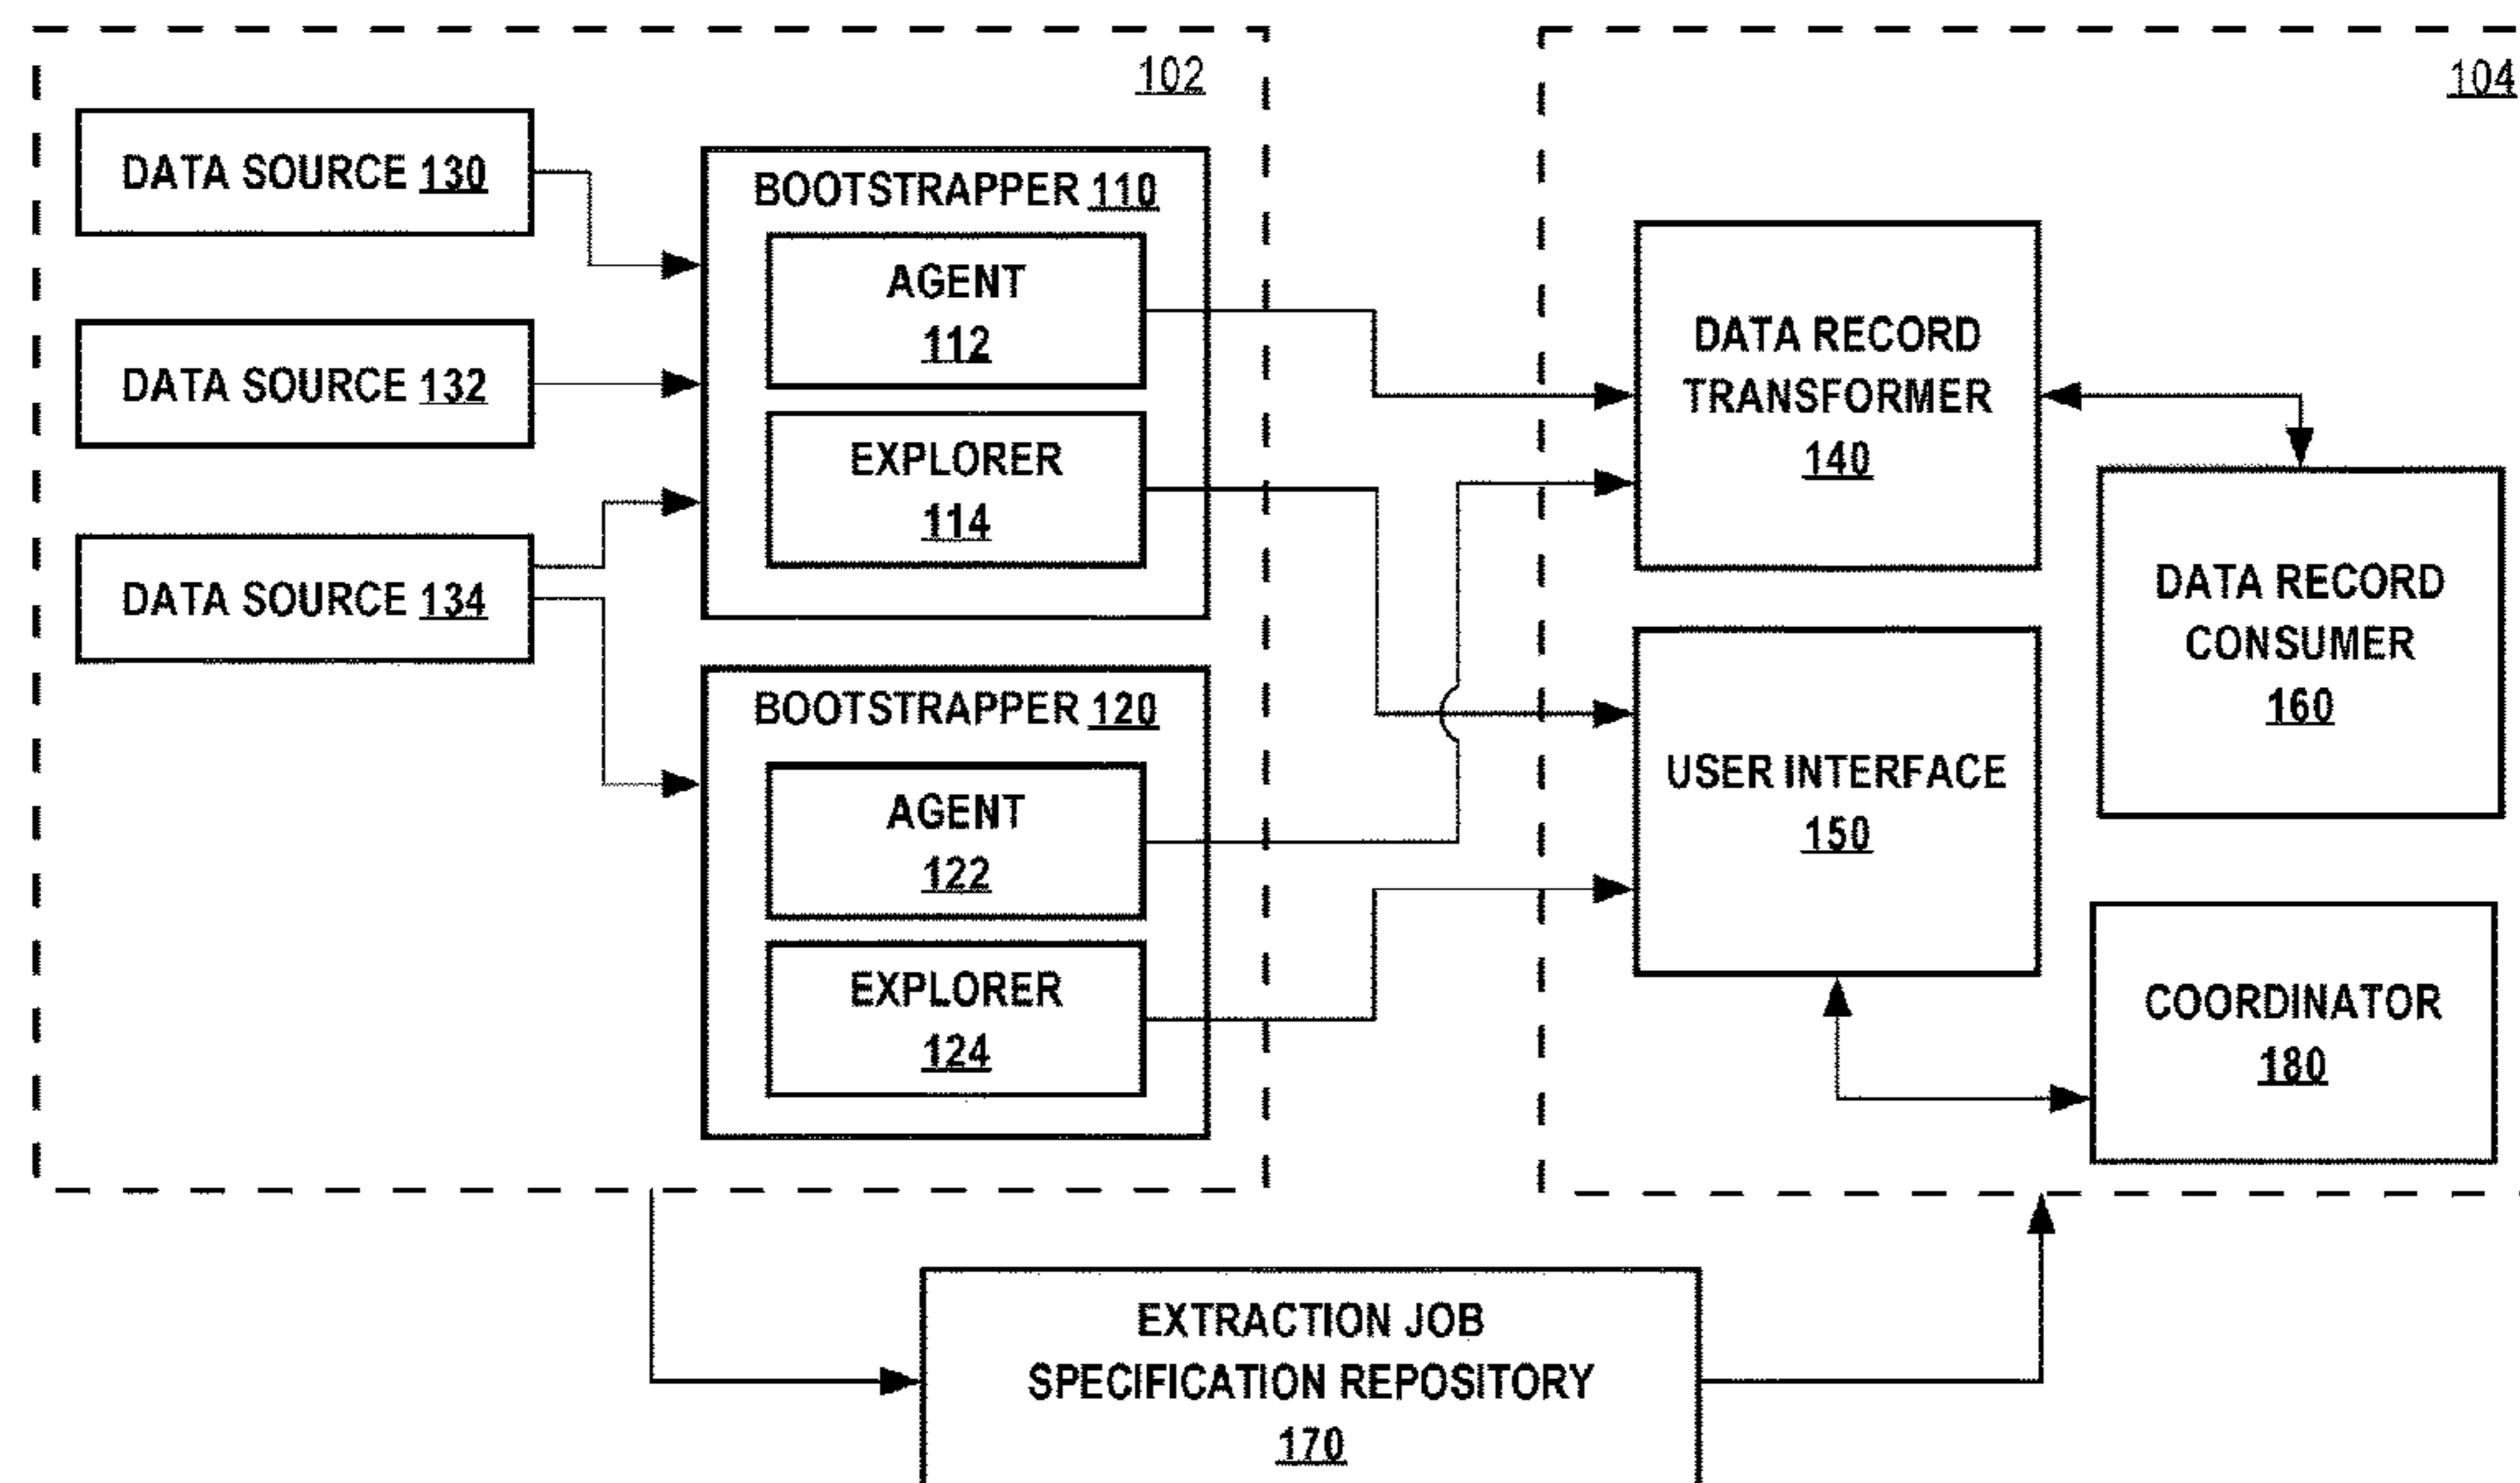 102
104
DATA SOURCE 130
DATA SOURCE 132
DATA SOURCE 134
BOOTSTRAPPER 110
AGENT
112
EXPLORER
114
BOOTSTRAPPER 120
AGENT
122
EXPLORER
124
DATA RECORD
TRANSFORMER
140
USER INTERFACE
150
DATA RECORD
CONSUMER
160
COORDINATOR
180
EXTRACTION JOB
SPECIFICATION REPOSITORY
170